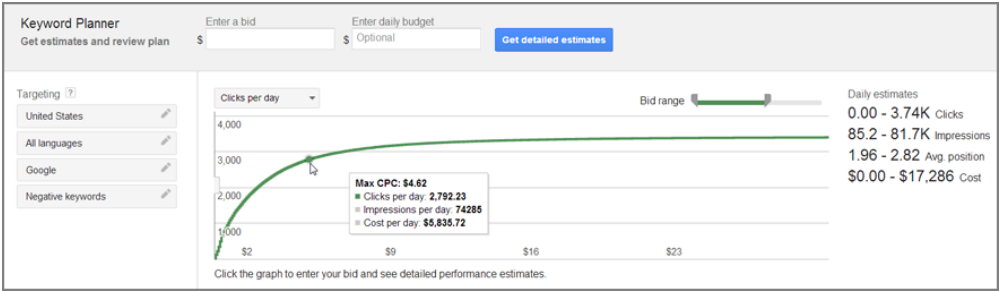 Keyword Planner
Get estimates and review plan
Enter a bid
$
Enter daily budget
$ Optional
Get detailed estimates
Targeting ?
United States
All languages
Google
Negative keywords
Clicks per day
Bid range
4,000
3,000
2,000
1,000
$2 $9 $16 $23
Max CPC: $4.62
Clicks per day: 2,792.23
Impressions per day: 74285
Cost per day: $5,835.72
Click the graph to enter your bid and see detailed performance estimates.
Daily estimates
0.00 - 3.74K Clicks
85.2 - 81.7K Impressions
1.96 - 2.82 Avg. position
$0.00 - $17,286 Cost